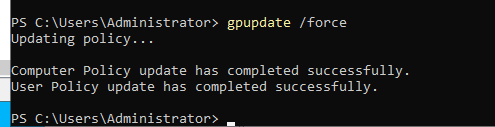 PS C:\Users\Administrator> gpupdate /force
Updating policy...
Computer Policy update has completed successfully.
User Policy update has completed successfully.
PS C:\Users\Administrator> _